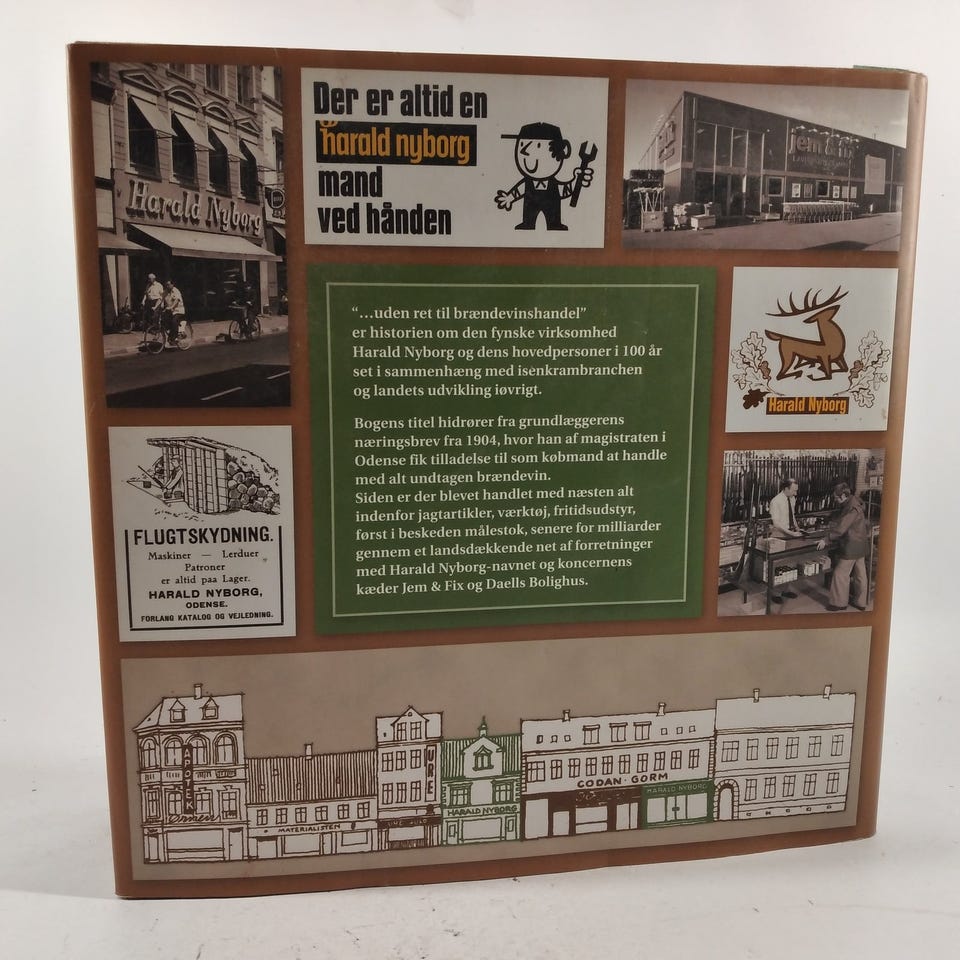 Harald Nyborg
Der er altid en
harald nyborg
mand
ved hånden
jem & fix
“...uden ret til brændevinshandel”
er historien om den fynske virksomhed
Harald Nyborg og dens hovedpersoner i 100 år
set i sammenhæng med isenkrambranchen
og landets udvikling iøvrigt.
Bogens titel hidrører fra grundlæggerens
næringsbrev fra 1904, hvor han af magistraten i
Odense fik tilladelse til som købmand at handle
med alt undtagen brændevin.
Siden er der blevet handlet med næsten alt
indenfor jagtartikler, værktøj, fritidsudstyr,
først i beskeden målestok, senere for milliarder
gennem et landsdækkende net af forretninger
med Harald Nyborg-navnet og koncernens
kæder Jem & Fix og Daells Bolighus.
Harald Nyborg
FLUGTSKYDNING.
Maskiner — Lerduer
Patroner
er altid paa Lager.
HARALD NYBORG,
ODENSE.
FORLANG KATALOG OG VEJLEDNING.
APOTEK
Ørnen
MATERIALISTEN
URE
URE GULD
HARALD NYBORG
CODAN · GORM
HARALD NYBORG